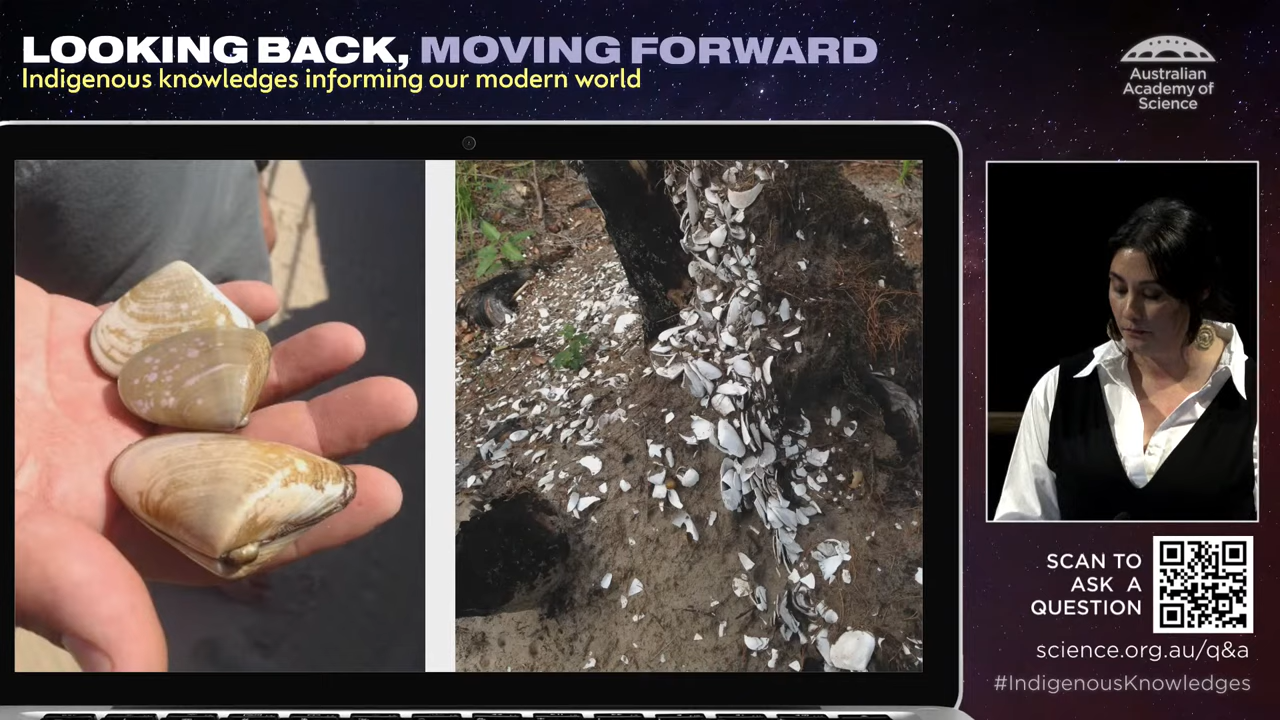 LOOKING BACK, MOVING FORWARD
Indigenous knowledges informing our modern world
Australian
Academy of
Science
SCAN TO
ASK A
QUESTION
science.org.au/q&a
#IndigenousKnowledges